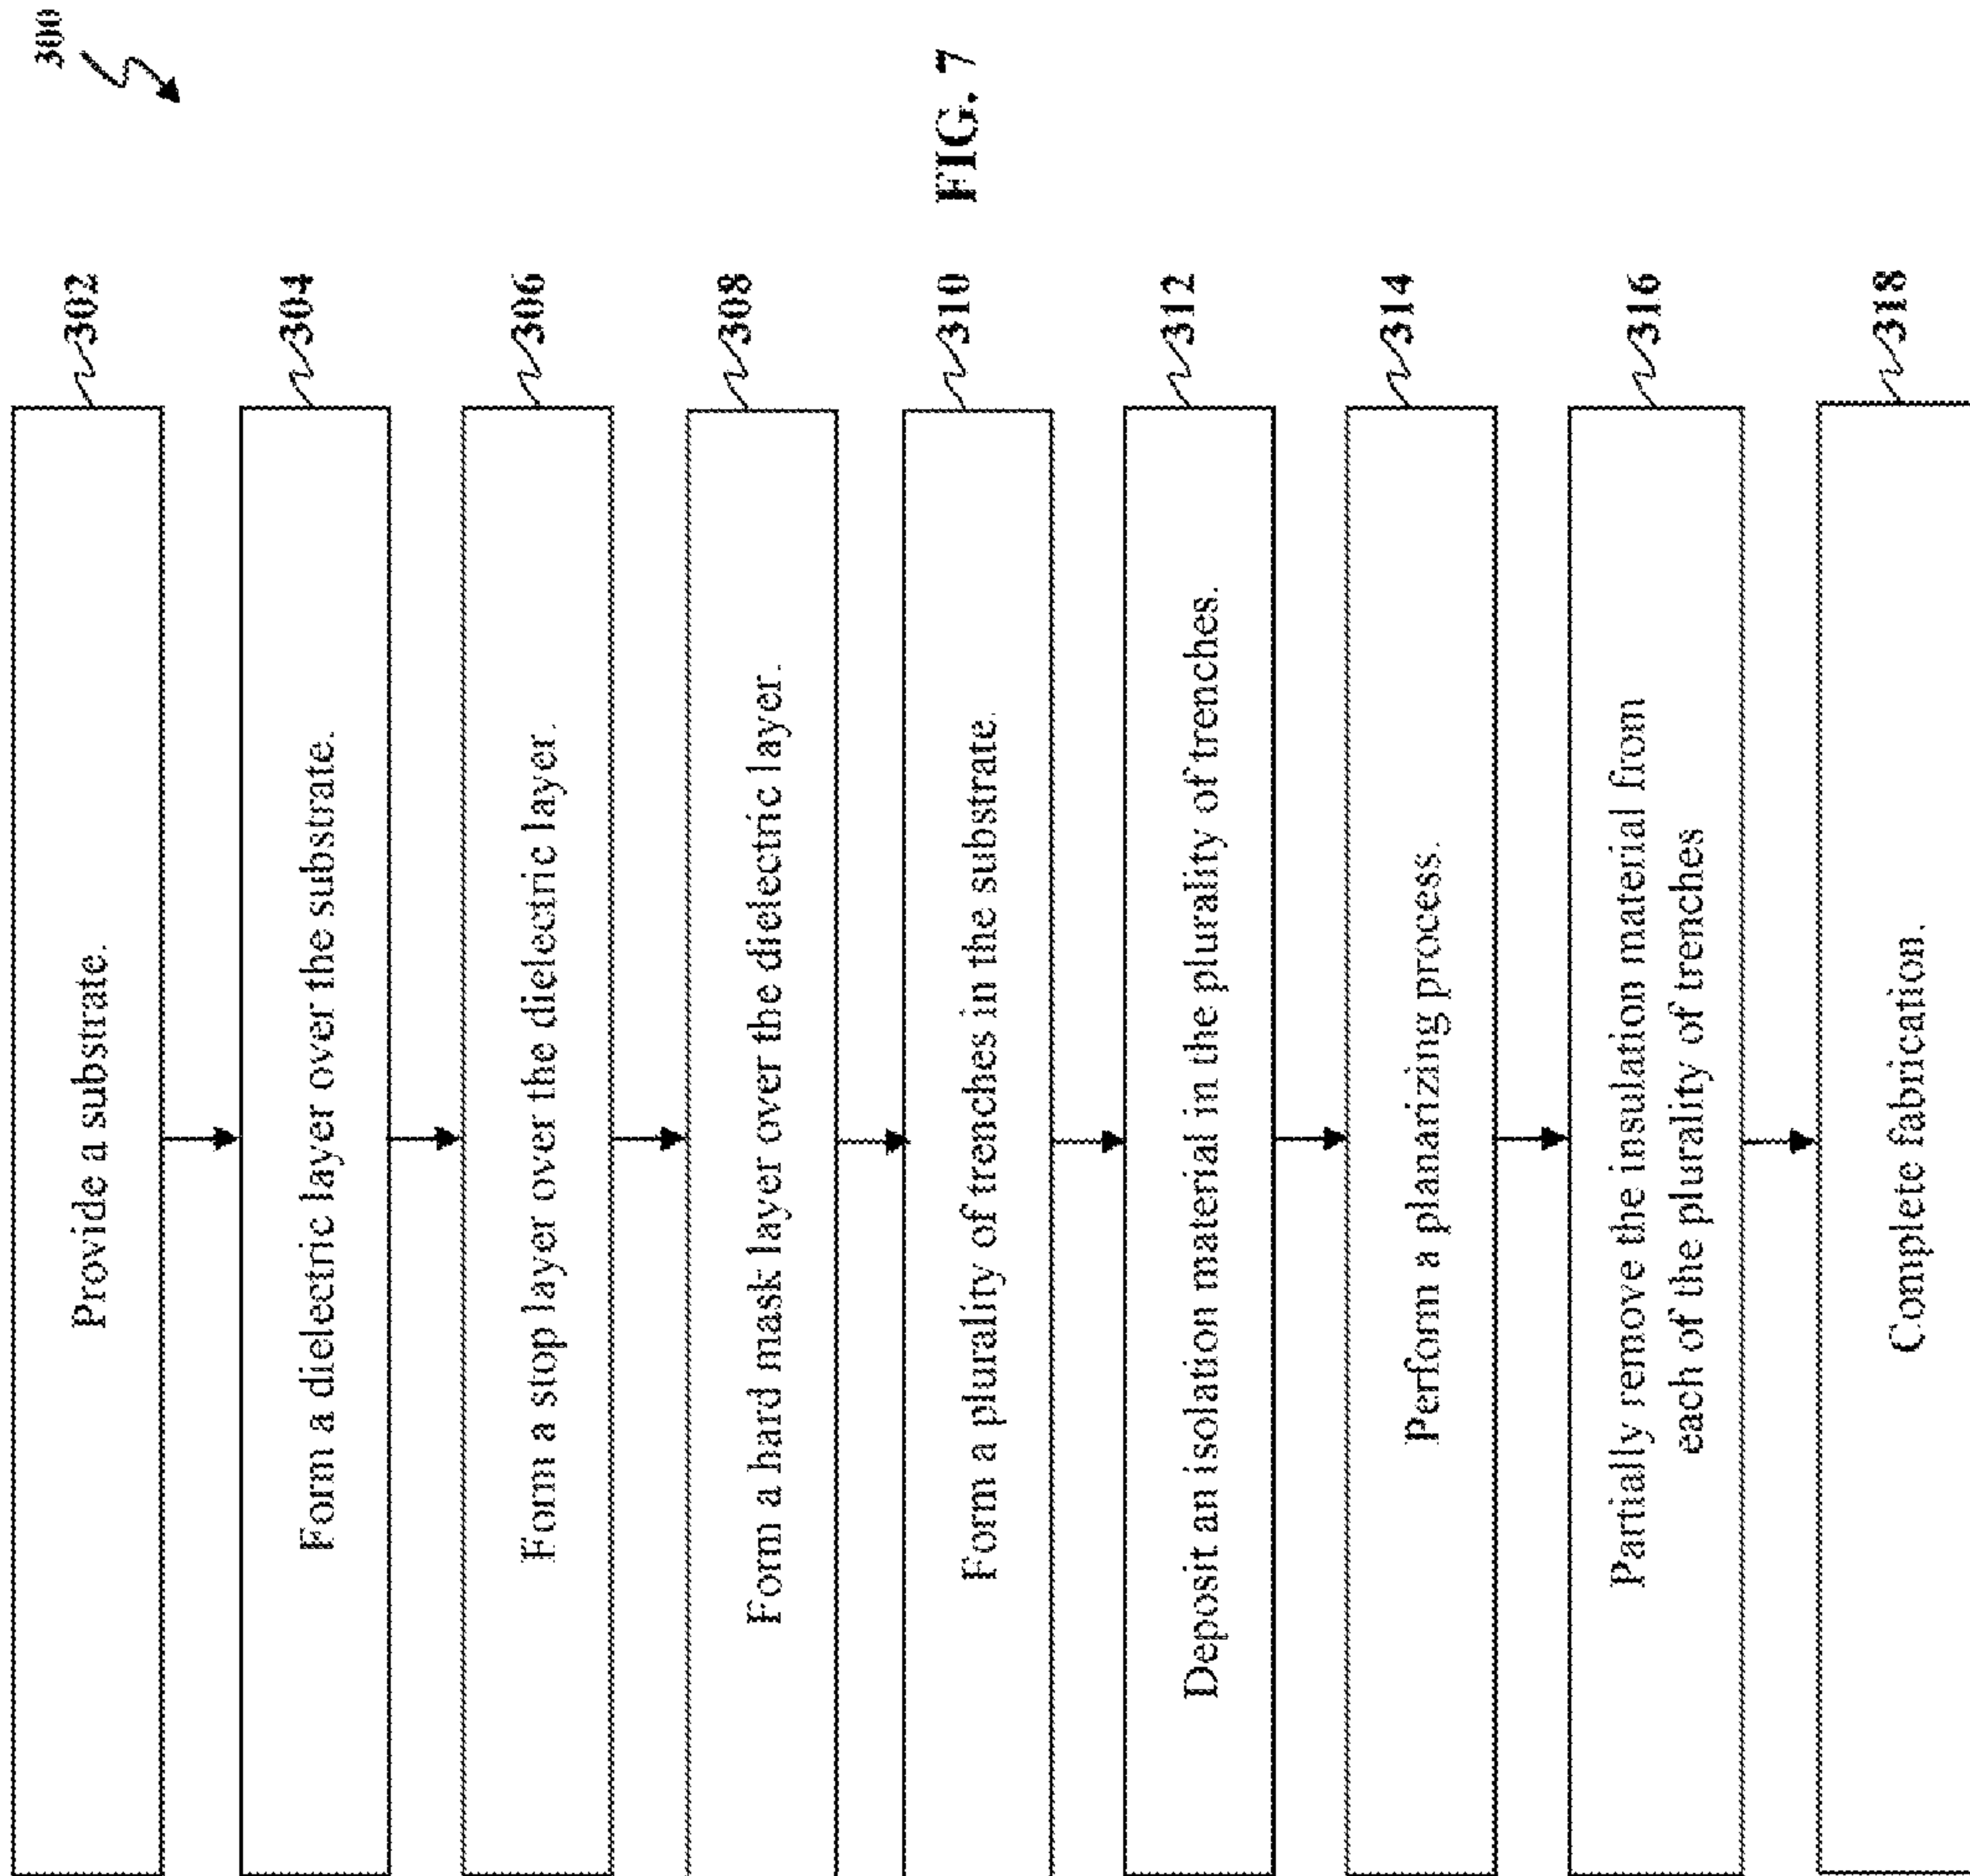 300
Provide a substrate.
302
Form a dielectric layer over the substrate.
304
Form a stop layer over the dielectric layer.
306
Form a hard mask layer over the dielectric layer.
308
Form a plurality of trenches in the substrate.
310
Deposit an isolation material in the plurality of trenches.
312
Perform a planarizing process.
314
Partially remove the insulation material from
each of the plurality of trenches
316
Complete fabrication.
318
FIG. 7